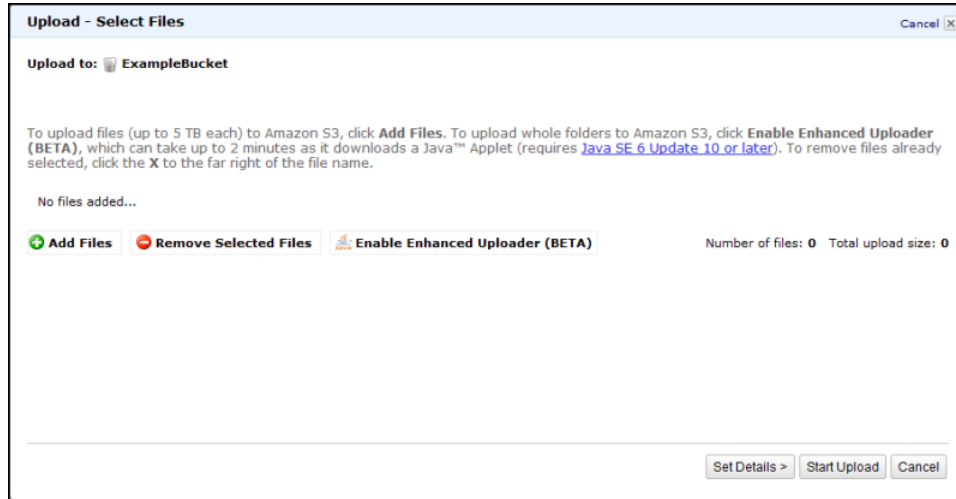 Upload - Select Files
Cancel
Upload to: ExampleBucket
To upload files (up to 5 TB each) to Amazon S3, click Add Files. To upload whole folders to Amazon S3, click Enable Enhanced Uploader
(BETA), which can take up to 2 minutes as it downloads a Java™ Applet (requires Java SE 6 Update 10 or later). To remove files already
selected, click the X to the far right of the file name.
No files added...
Add Files Remove Selected Files Enable Enhanced Uploader (BETA) Number of files: 0 Total upload size: 0
Set Details > Start Upload Cancel